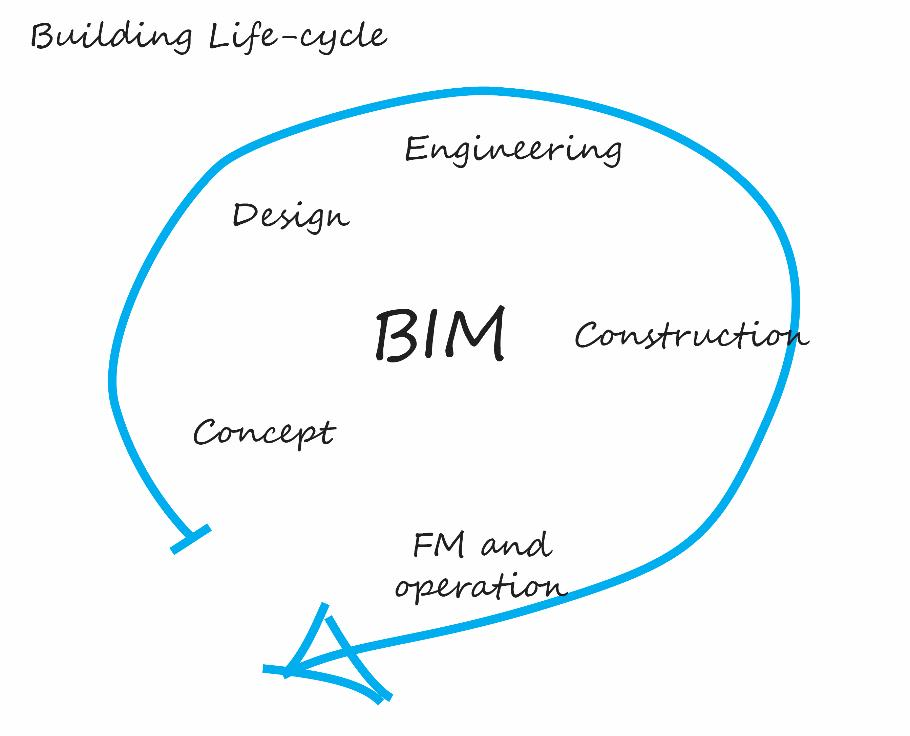 Building Life-cycle
Engineering
Design
BIM
Construction
Concept
FM and
operation